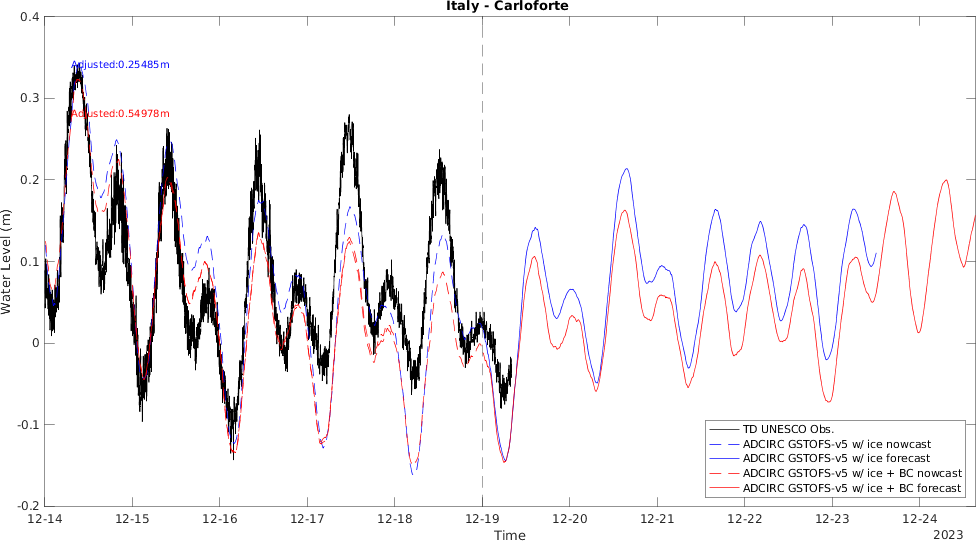 Italy - Carloforte
0.4
0.3
0.2
0.1
0
-0.1
-0.2
Water Level (m)
Adjusted:0.25485m
Adjusted:0.54978m
TD UNESCO Obs.
ADCIRC GSTOFS-v5 w/ ice nowcast
ADCIRC GSTOFS-v5 w/ ice forecast
ADCIRC GSTOFS-v5 w/ ice + BC nowcast
ADCIRC GSTOFS-v5 w/ ice + BC forecast
12-14 12-15 12-16 12-17 12-18 12-19 12-20 12-21 12-22 12-23 12-24
Time
2023